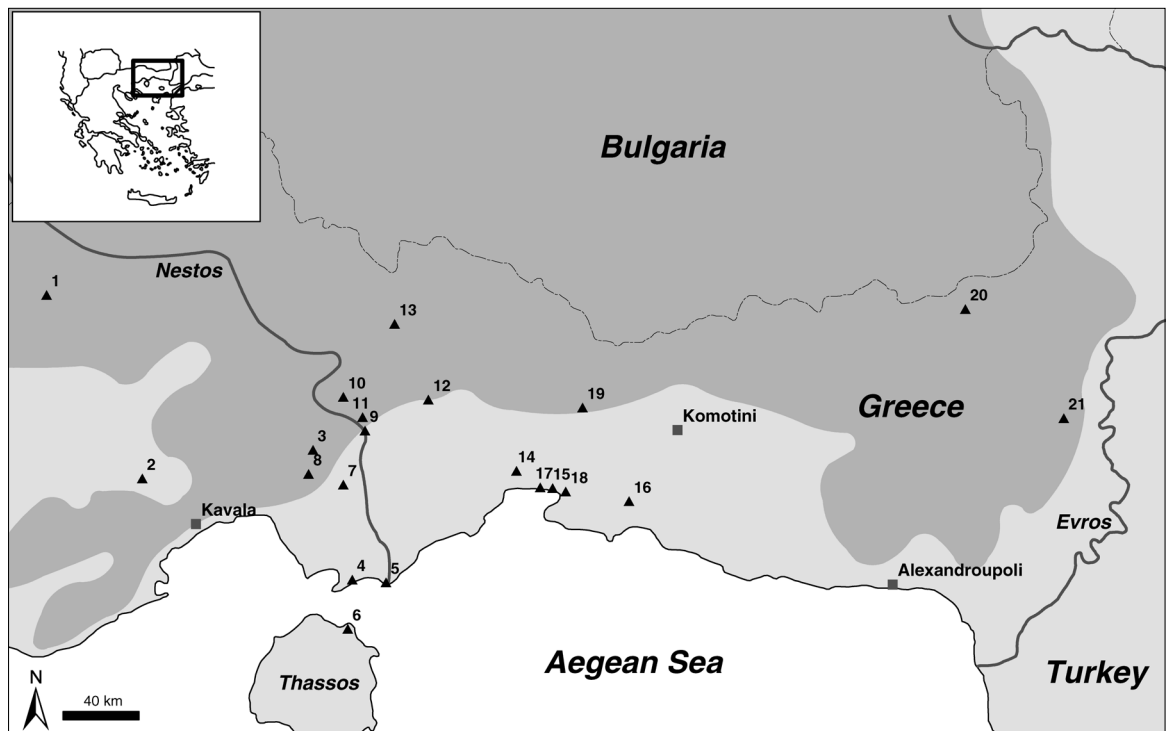 Bulgaria
Nestos
1
20
13
10
12
19
11
9
Komotini
Greece
21
3
8
2
7
14
17
15
18
16
Kavala
Evros
4
5
Alexandroupoli
6
Aegean Sea
Thassos
Turkey
N
40 km